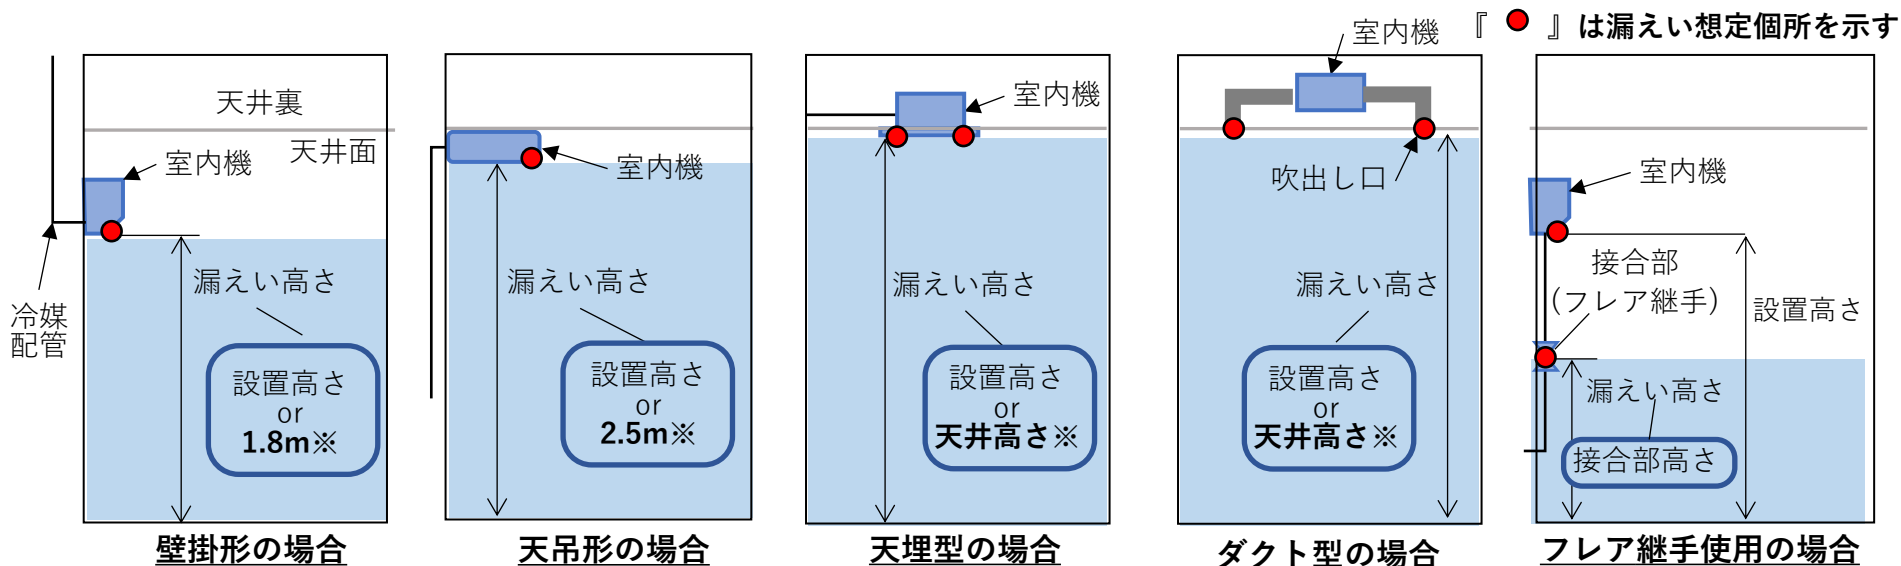 『 ● 』は漏えい想定個所を示す
天井裏
天井面
室内機
冷媒
配管
漏えい高さ
設置高さ
or
1.8m※
壁掛形の場合
室内機
漏えい高さ
設置高さ
or
2.5m※
天吊形の場合
室内機
漏えい高さ
設置高さ
or
天井高さ※
天埋型の場合
室内機
吹出し口
漏えい高さ
設置高さ
or
天井高さ※
ダクト型の場合
室内機
接合部
(フレア継手)
設置高さ
漏えい高さ
接合部高さ
フレア継手使用の場合